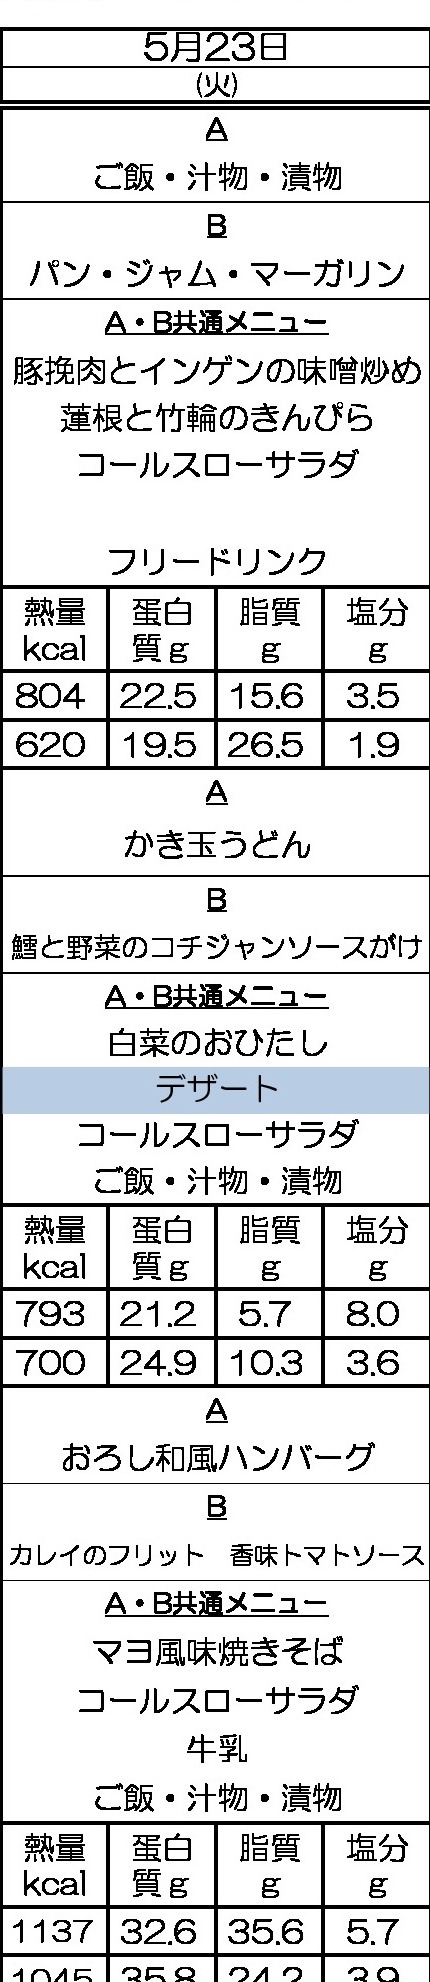 5月23日
(火)
A
ご飯・汁物・漬物
B
パン・ジャム・マーガリン
A・B共通メニュー
豚挽肉とインゲンの味噌炒め
蓮根と竹輪のきんぴら
コールスローサラダ
フリードリンク
熱量 蛋白 脂質 塩分
kcal 質g g g
804 22.5 15.6 3.5
620 19.5 26.5 1.9
A
かき玉うどん
B
鱈と野菜のコチジャンソースがけ
A・B共通メニュー
白菜のおひたし
デザート
コールスローサラダ
ご飯・汁物・漬物
熱量 蛋白 脂質 塩分
kcal 質g g g
793 21.2 5.7 8.0
700 24.9 10.3 3.6
A
おろし和風ハンバーグ
B
カレイのフリット　香味トマトソース
A・B共通メニュー
マヨ風味焼きそば
コールスローサラダ
牛乳
ご飯・汁物・漬物
熱量 蛋白 脂質 塩分
kcal 質g g g
1137 32.6 35.6 5.7
1045 35.8 24.2 3.9